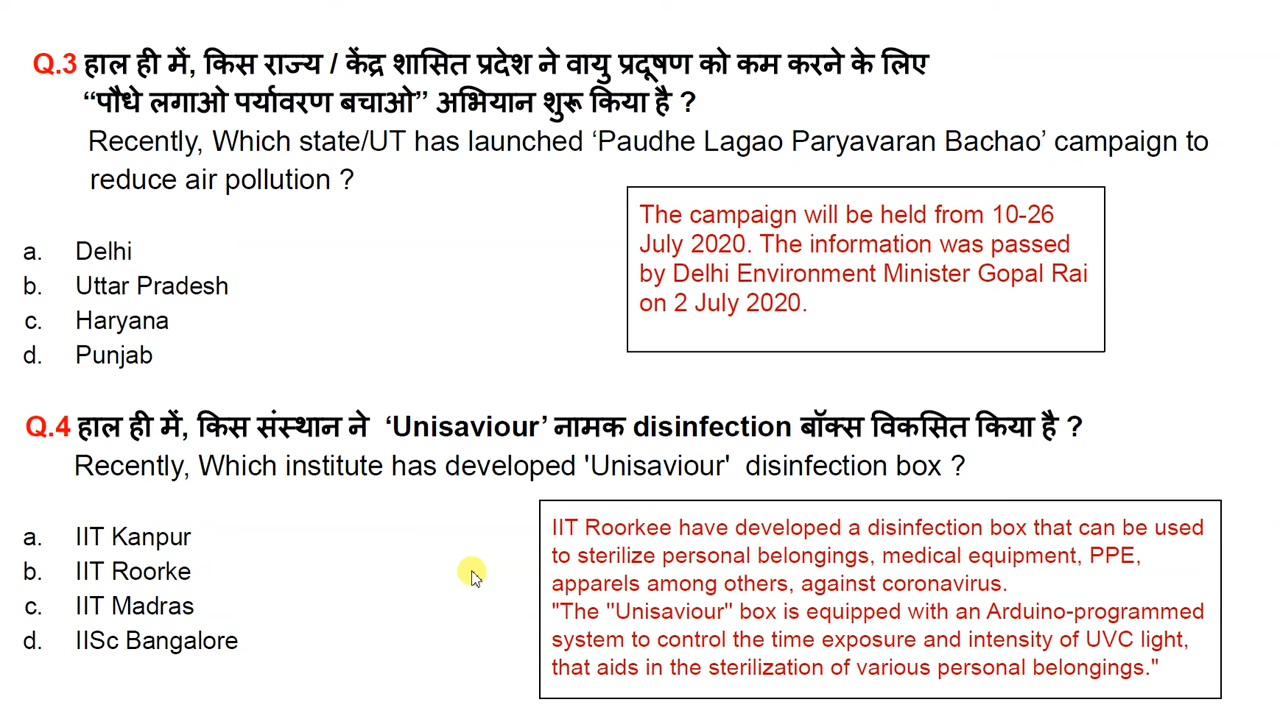 Q.3 हाल ही में, किस राज्य / केंद्र शासित प्रदेश ने वायु प्रदूषण को कम करने के लिए
“पौधे लगाओ पर्यावरण बचाओ” अभियान शुरू किया है ?
Recently, Which state/UT has launched ‘Paudhe Lagao Paryavaran Bachao’ campaign to
reduce air pollution ?
a. Delhi
b. Uttar Pradesh
c. Haryana
d. Punjab
The campaign will be held from 10-26
July 2020. The information was passed
by Delhi Environment Minister Gopal Rai
on 2 July 2020.
Q.4 हाल ही में, किस संस्थान ने ‘Unisaviour’ नामक disinfection बॉक्स विकसित किया है ?
Recently, Which institute has developed 'Unisaviour' disinfection box ?
a. IIT Kanpur
b. IIT Roorke
c. IIT Madras
d. IISc Bangalore
IIT Roorkee have developed a disinfection box that can be used
to sterilize personal belongings, medical equipment, PPE,
apparels among others, against coronavirus.
"The "Unisaviour" box is equipped with an Arduino-programmed
system to control the time exposure and intensity of UVC light,
that aids in the sterilization of various personal belongings."